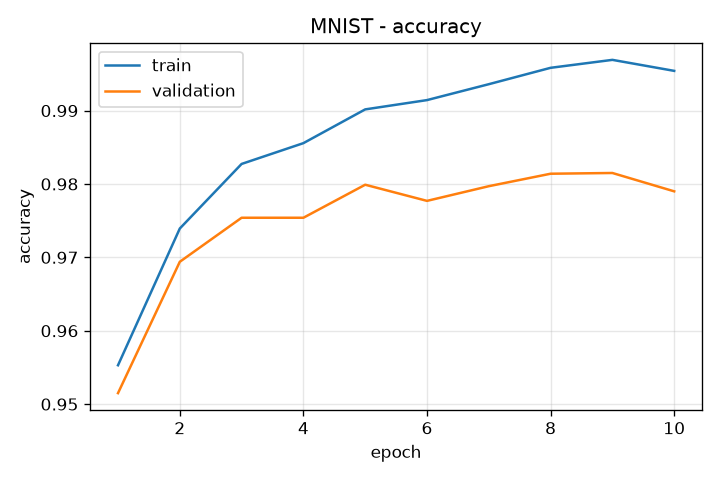 MNIST - accuracy
train
validation
0.99
0.98
0.97
0.96
0.95
accuracy
2 4 6 8 10
epoch